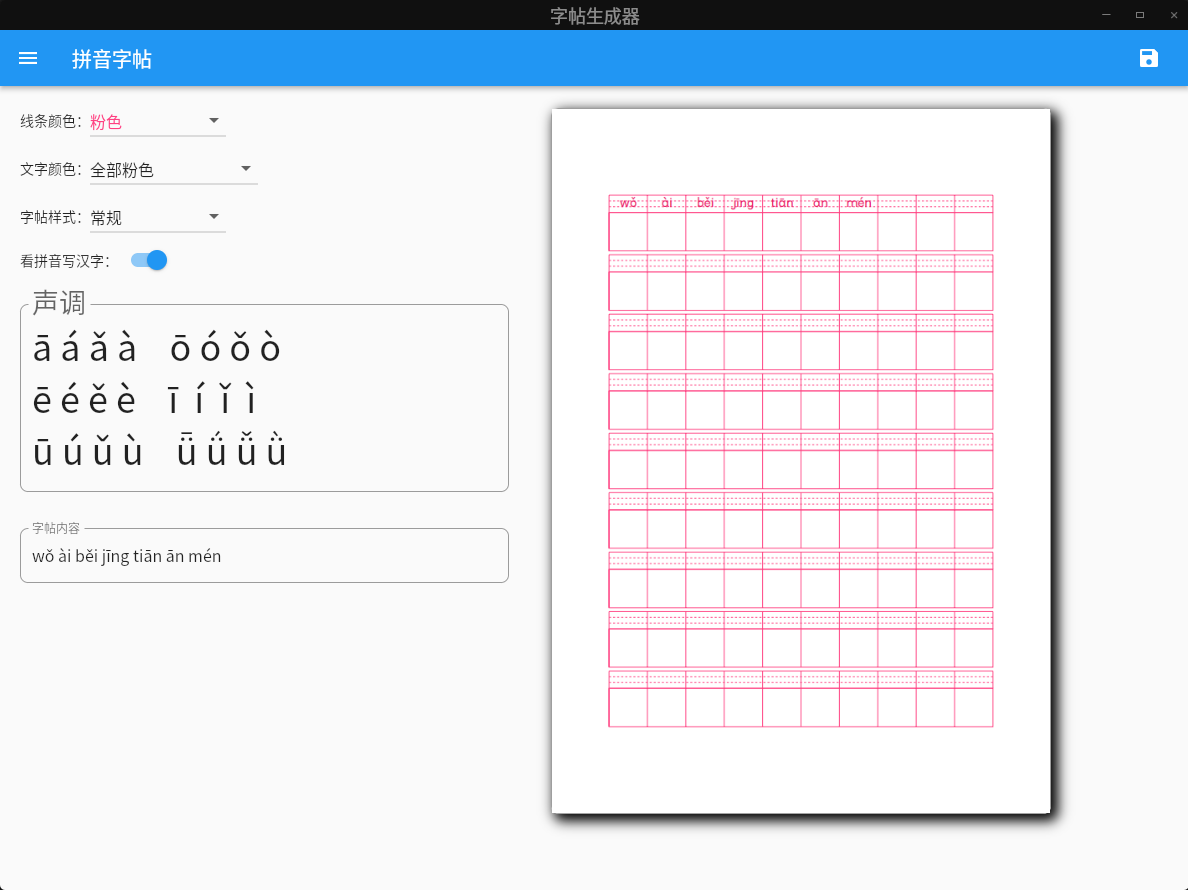 字帖生成器
拼音字帖
线条颜色: 粉色
文字颜色: 全部粉色
字帖样式: 常规
看拼音写汉字:
声调
ā á ǎ à ō ó ǒ ò
ē é ě è ī í ǐ ì
ū ú ǔ ù ǖ ǘ ǚ ǜ
字帖内容
wǒ ài běi jīng tiān ān mén
wǒ ài běi jīng tiān ān mén